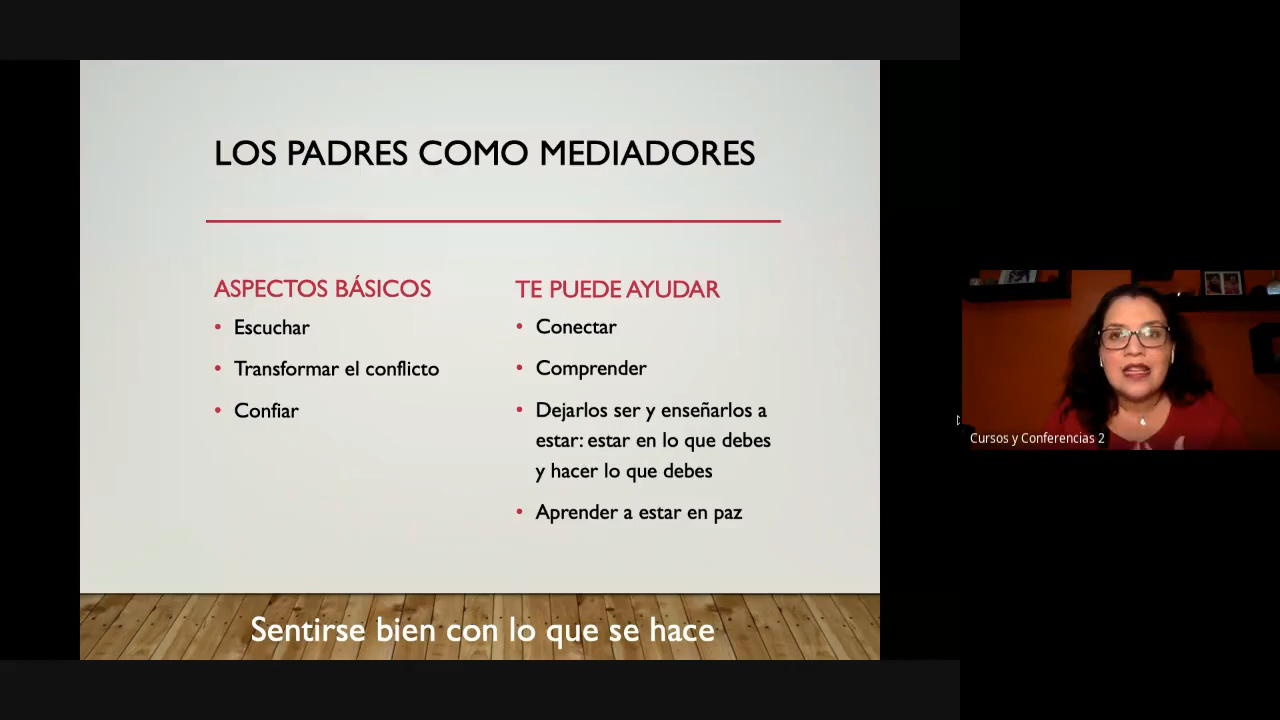 LOS PADRES COMO MEDIADORES
ASPECTOS BÁSICOS
• Escuchar
• Transformar el conflicto
• Confiar
TE PUEDE AYUDAR
• Conectar
• Comprender
• Dejarlos ser y enseñarlos a
estar: estar en lo que debes
y hacer lo que debes
• Aprender a estar en paz
Sentirse bien con lo que se hace
Cursos y Conferencias 2